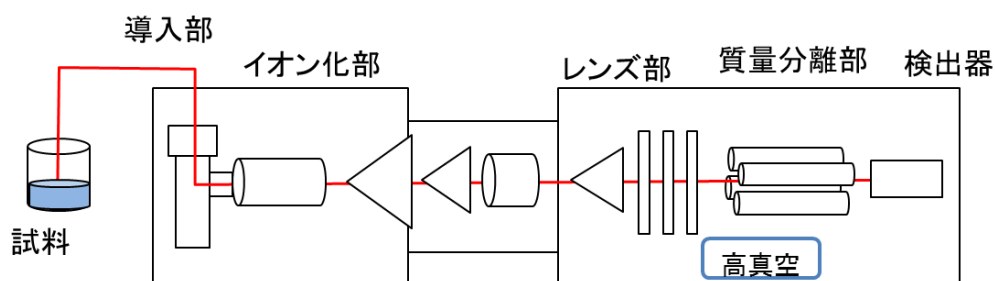 導入部
イオン化部
レンズ部
質量分離部
検出器
試料
高真空